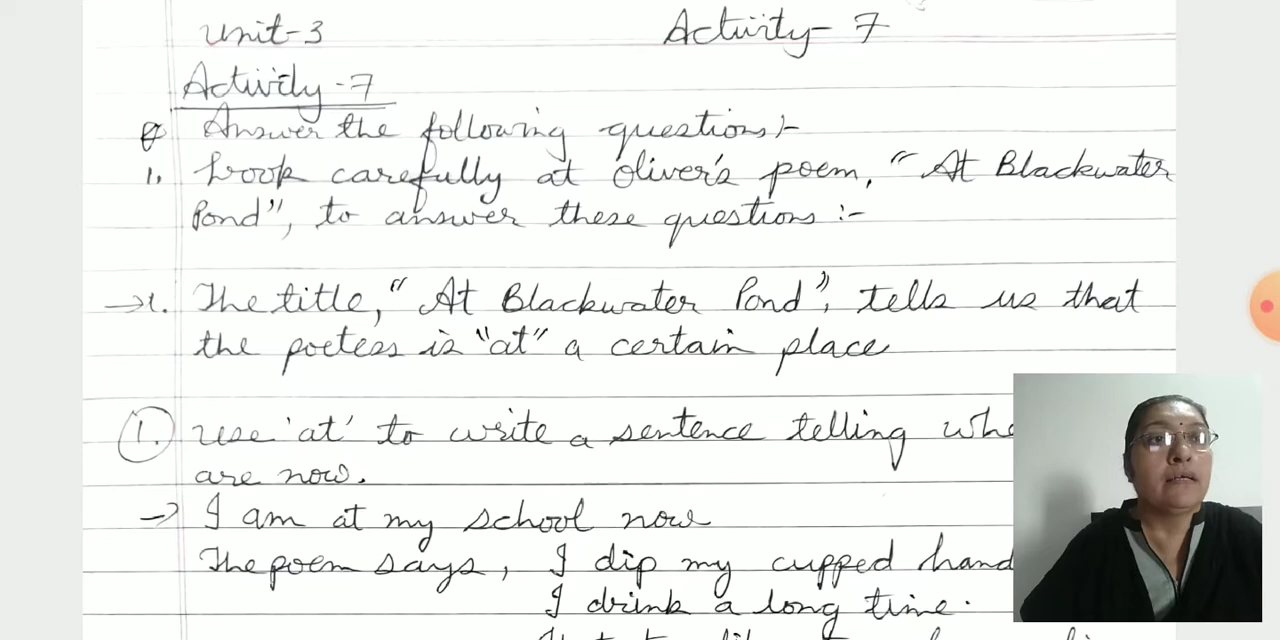 Unit-3 Activity-7
Activity-7
Q Answer the following questions:-
1. Look carefully at Oliver's poem, "At Blackwater
Pond", to answer these questions :-
→1. The title, "At Blackwater Pond", tells us that
the poetess is "at" a certain place
1. Use 'at' to write a sentence telling whe
are now.
→ I am at my school now
The poem says, I dip my cupped hand
I drink a long time.